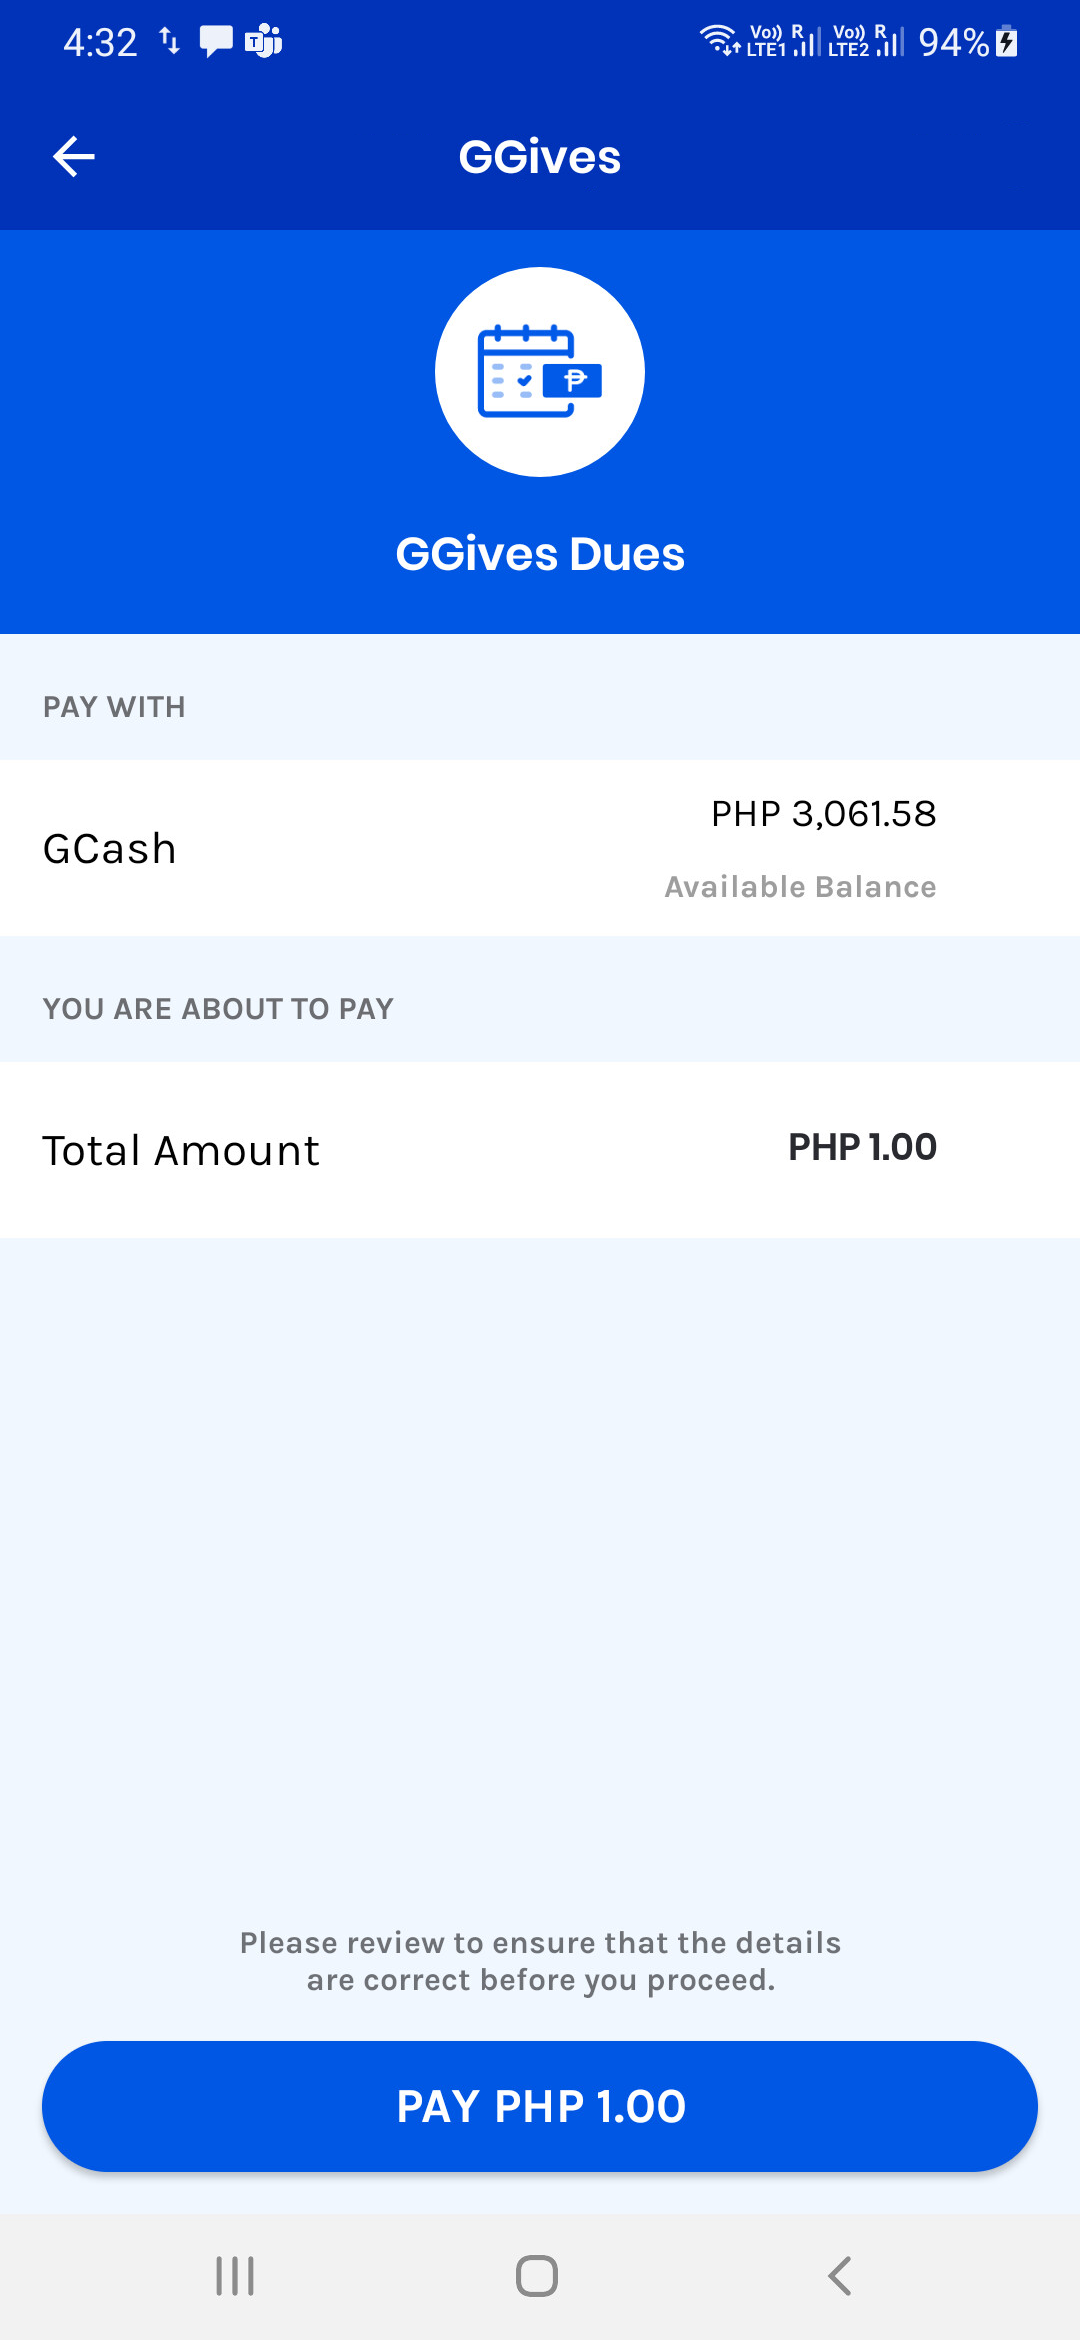 4:32
Vo)) R Vo)) R 94%
LTE1 LTE2
GGives
GGives Dues
PAY WITH
GCash
PHP 3,061.58
Available Balance
YOU ARE ABOUT TO PAY
Total Amount
PHP 1.00
Please review to ensure that the details
are correct before you proceed.
PAY PHP 1.00